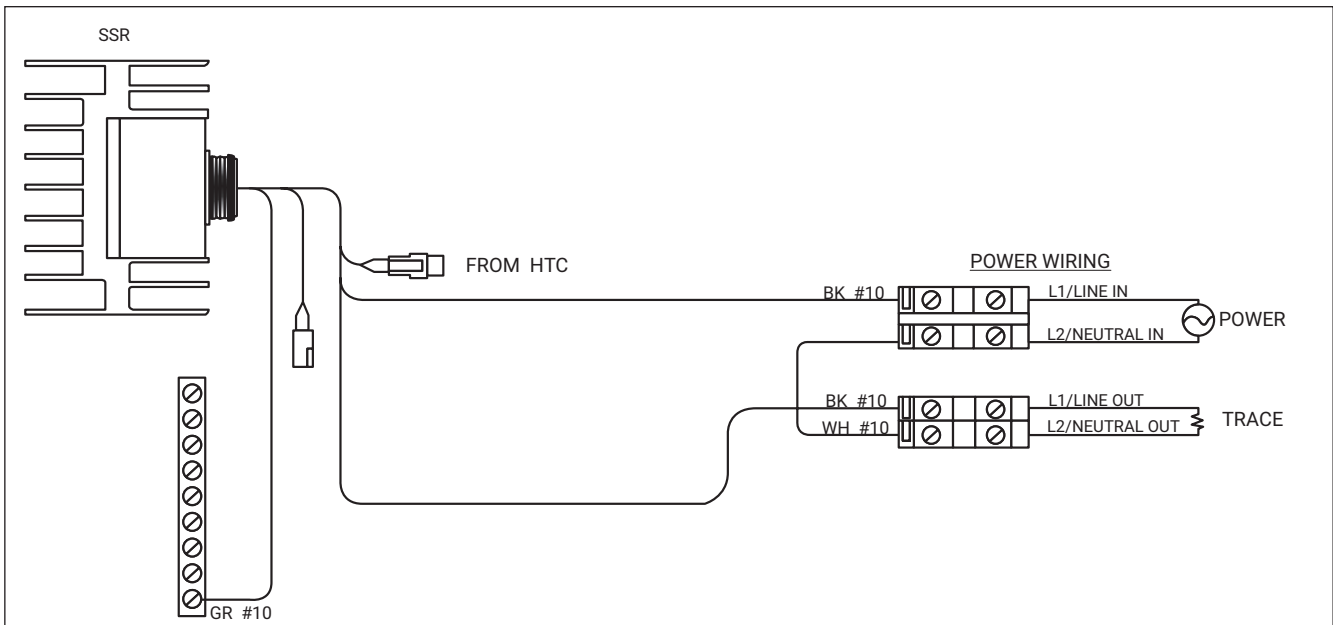 SSR
FROM HTC
POWER WIRING
BK #10
L1/LINE IN
L2/NEUTRAL IN
POWER
BK #10
L1/LINE OUT
WH #10
L2/NEUTRAL OUT
TRACE
GR #10